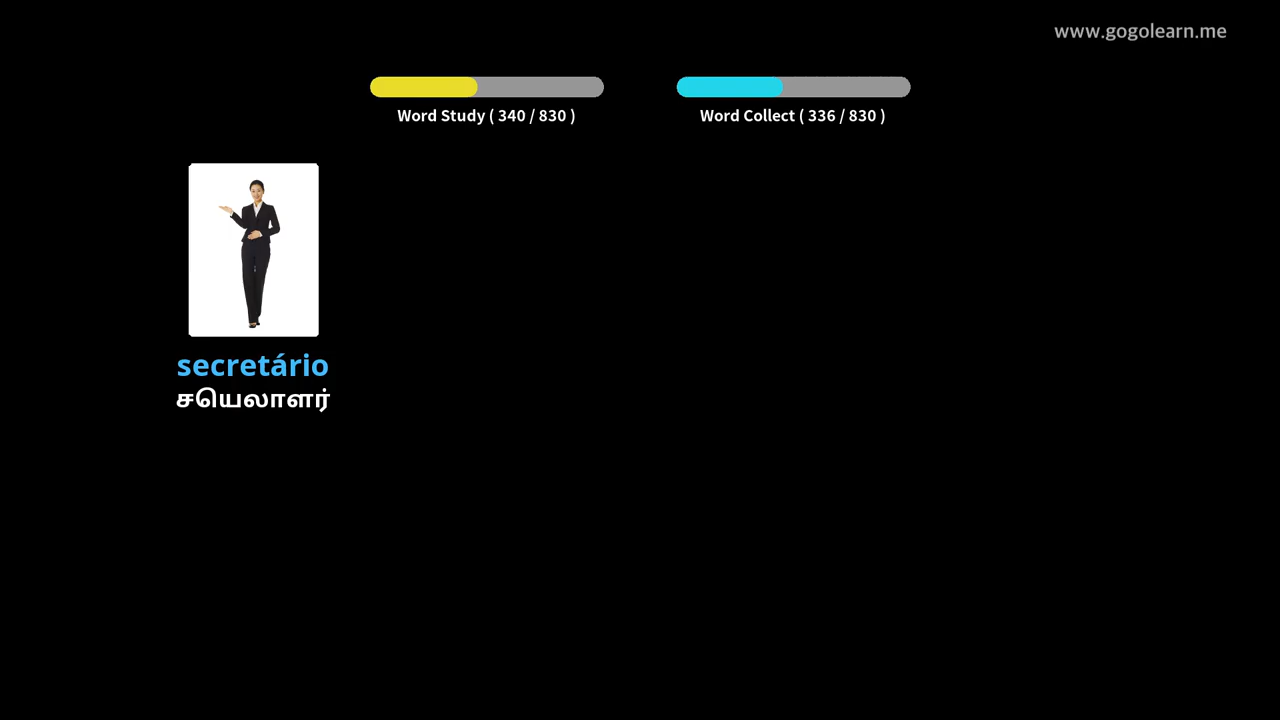 www.gogolearn.me
Word Study ( 340 / 830 )
Word Collect ( 336 / 830 )
secretário
சயெலாளர்